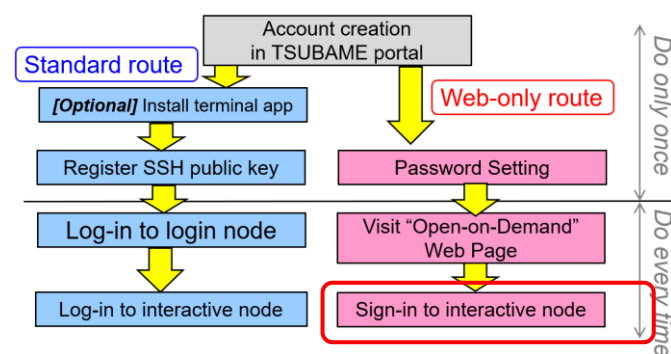 Account creation
in TSUBAME portal
Standard route
Web-only route
[Optional] Install terminal app
Register SSH public key
Password Setting
Do only once
Log-in to login node
Visit “Open-on-Demand”
Web Page
Log-in to interactive node
Sign-in to interactive node
Do every time